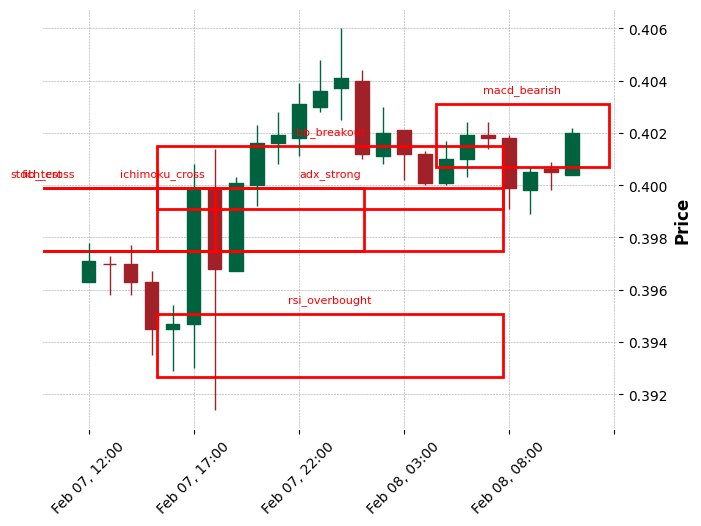 macd_bearish
bb_breakout
ichimoku_cross
adx_strong
rsi_overbought
0.406
0.404
0.402
0.400
0.398
0.396
0.394
0.392
Price
Feb 07, 12:00
Feb 07, 17:00
Feb 07, 22:00
Feb 08, 03:00
Feb 08, 08:00